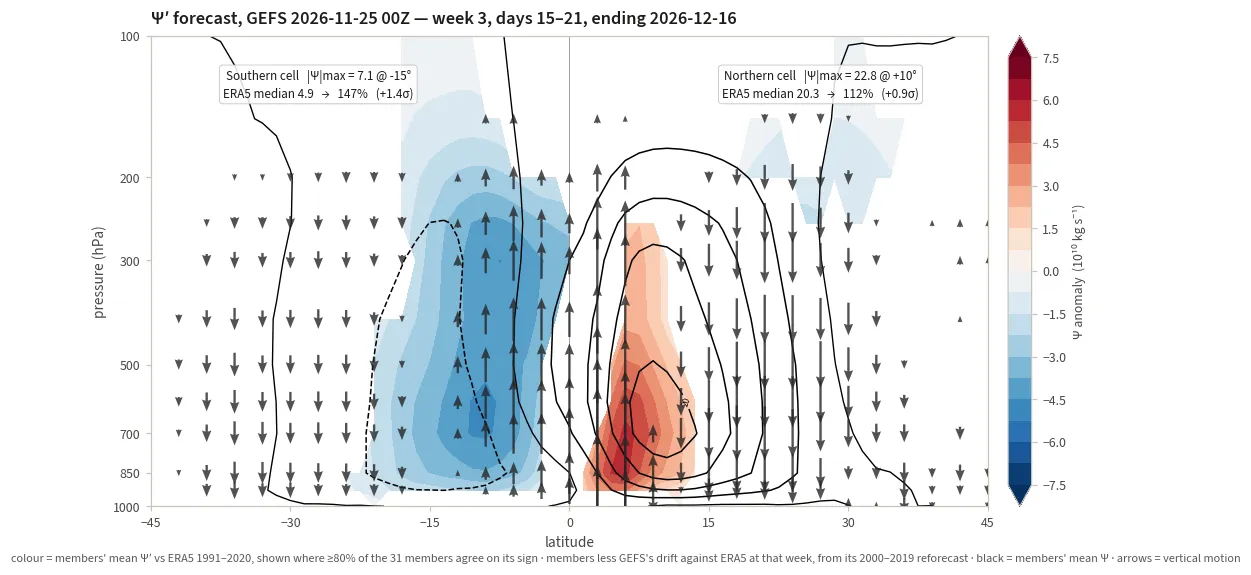 Ψ′ forecast, GEFS 2026-11-25 00Z — week 3, days 15–21, ending 2026-12-16
Southern cell |Ψ|max = 7.1 @ -15°
ERA5 median 4.9 → 147% (+1.4σ)
Northern cell |Ψ|max = 22.8 @ +10°
ERA5 median 20.3 → 112% (+0.9σ)
pressure (hPa)
100
200
300
500
700
850
1000
−45
−30
−15
0
15
30
45
latitude
7.5
6.0
4.5
3.0
1.5
0.0
−1.5
−3.0
−4.5
−6.0
−7.5
Ψ anomaly (10¹⁰ kg s⁻¹)
colour = members' mean Ψ′ vs ERA5 1991–2020, shown where ≥80% of the 31 members agree on its sign · members less GEFS's drift against ERA5 at that week, from its 2000–2019 reforecast · black = members' mean Ψ · arrows = vertical motion